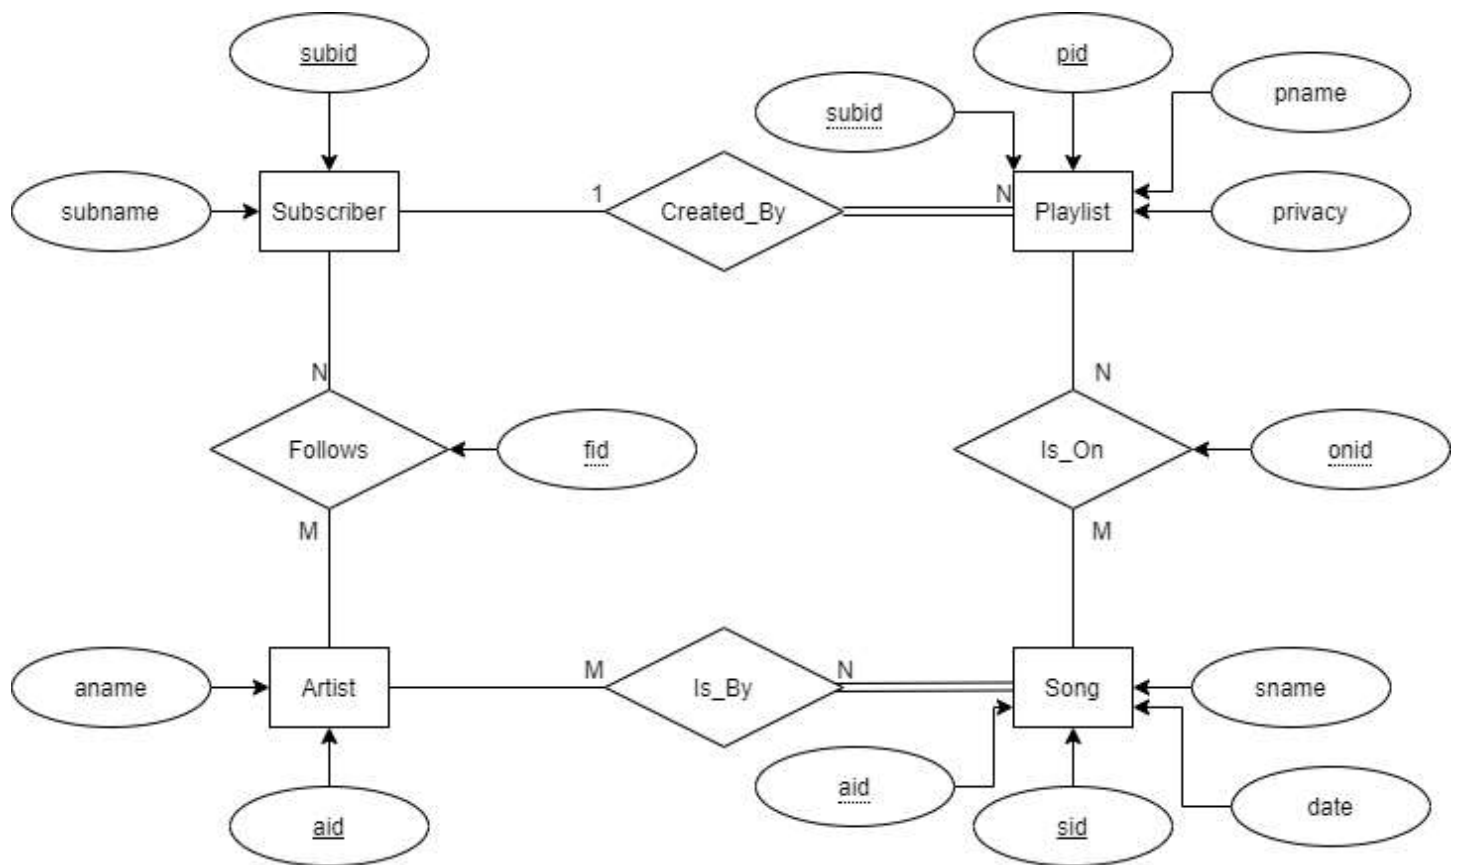 subid
pid
subid
pname
subname
Subscriber
1
Created_By
N
Playlist
privacy
N
N
Follows
fid
Is_On
onid
M
M
aname
Artist
M
Is_By
N
Song
sname
aid
date
aid
sid